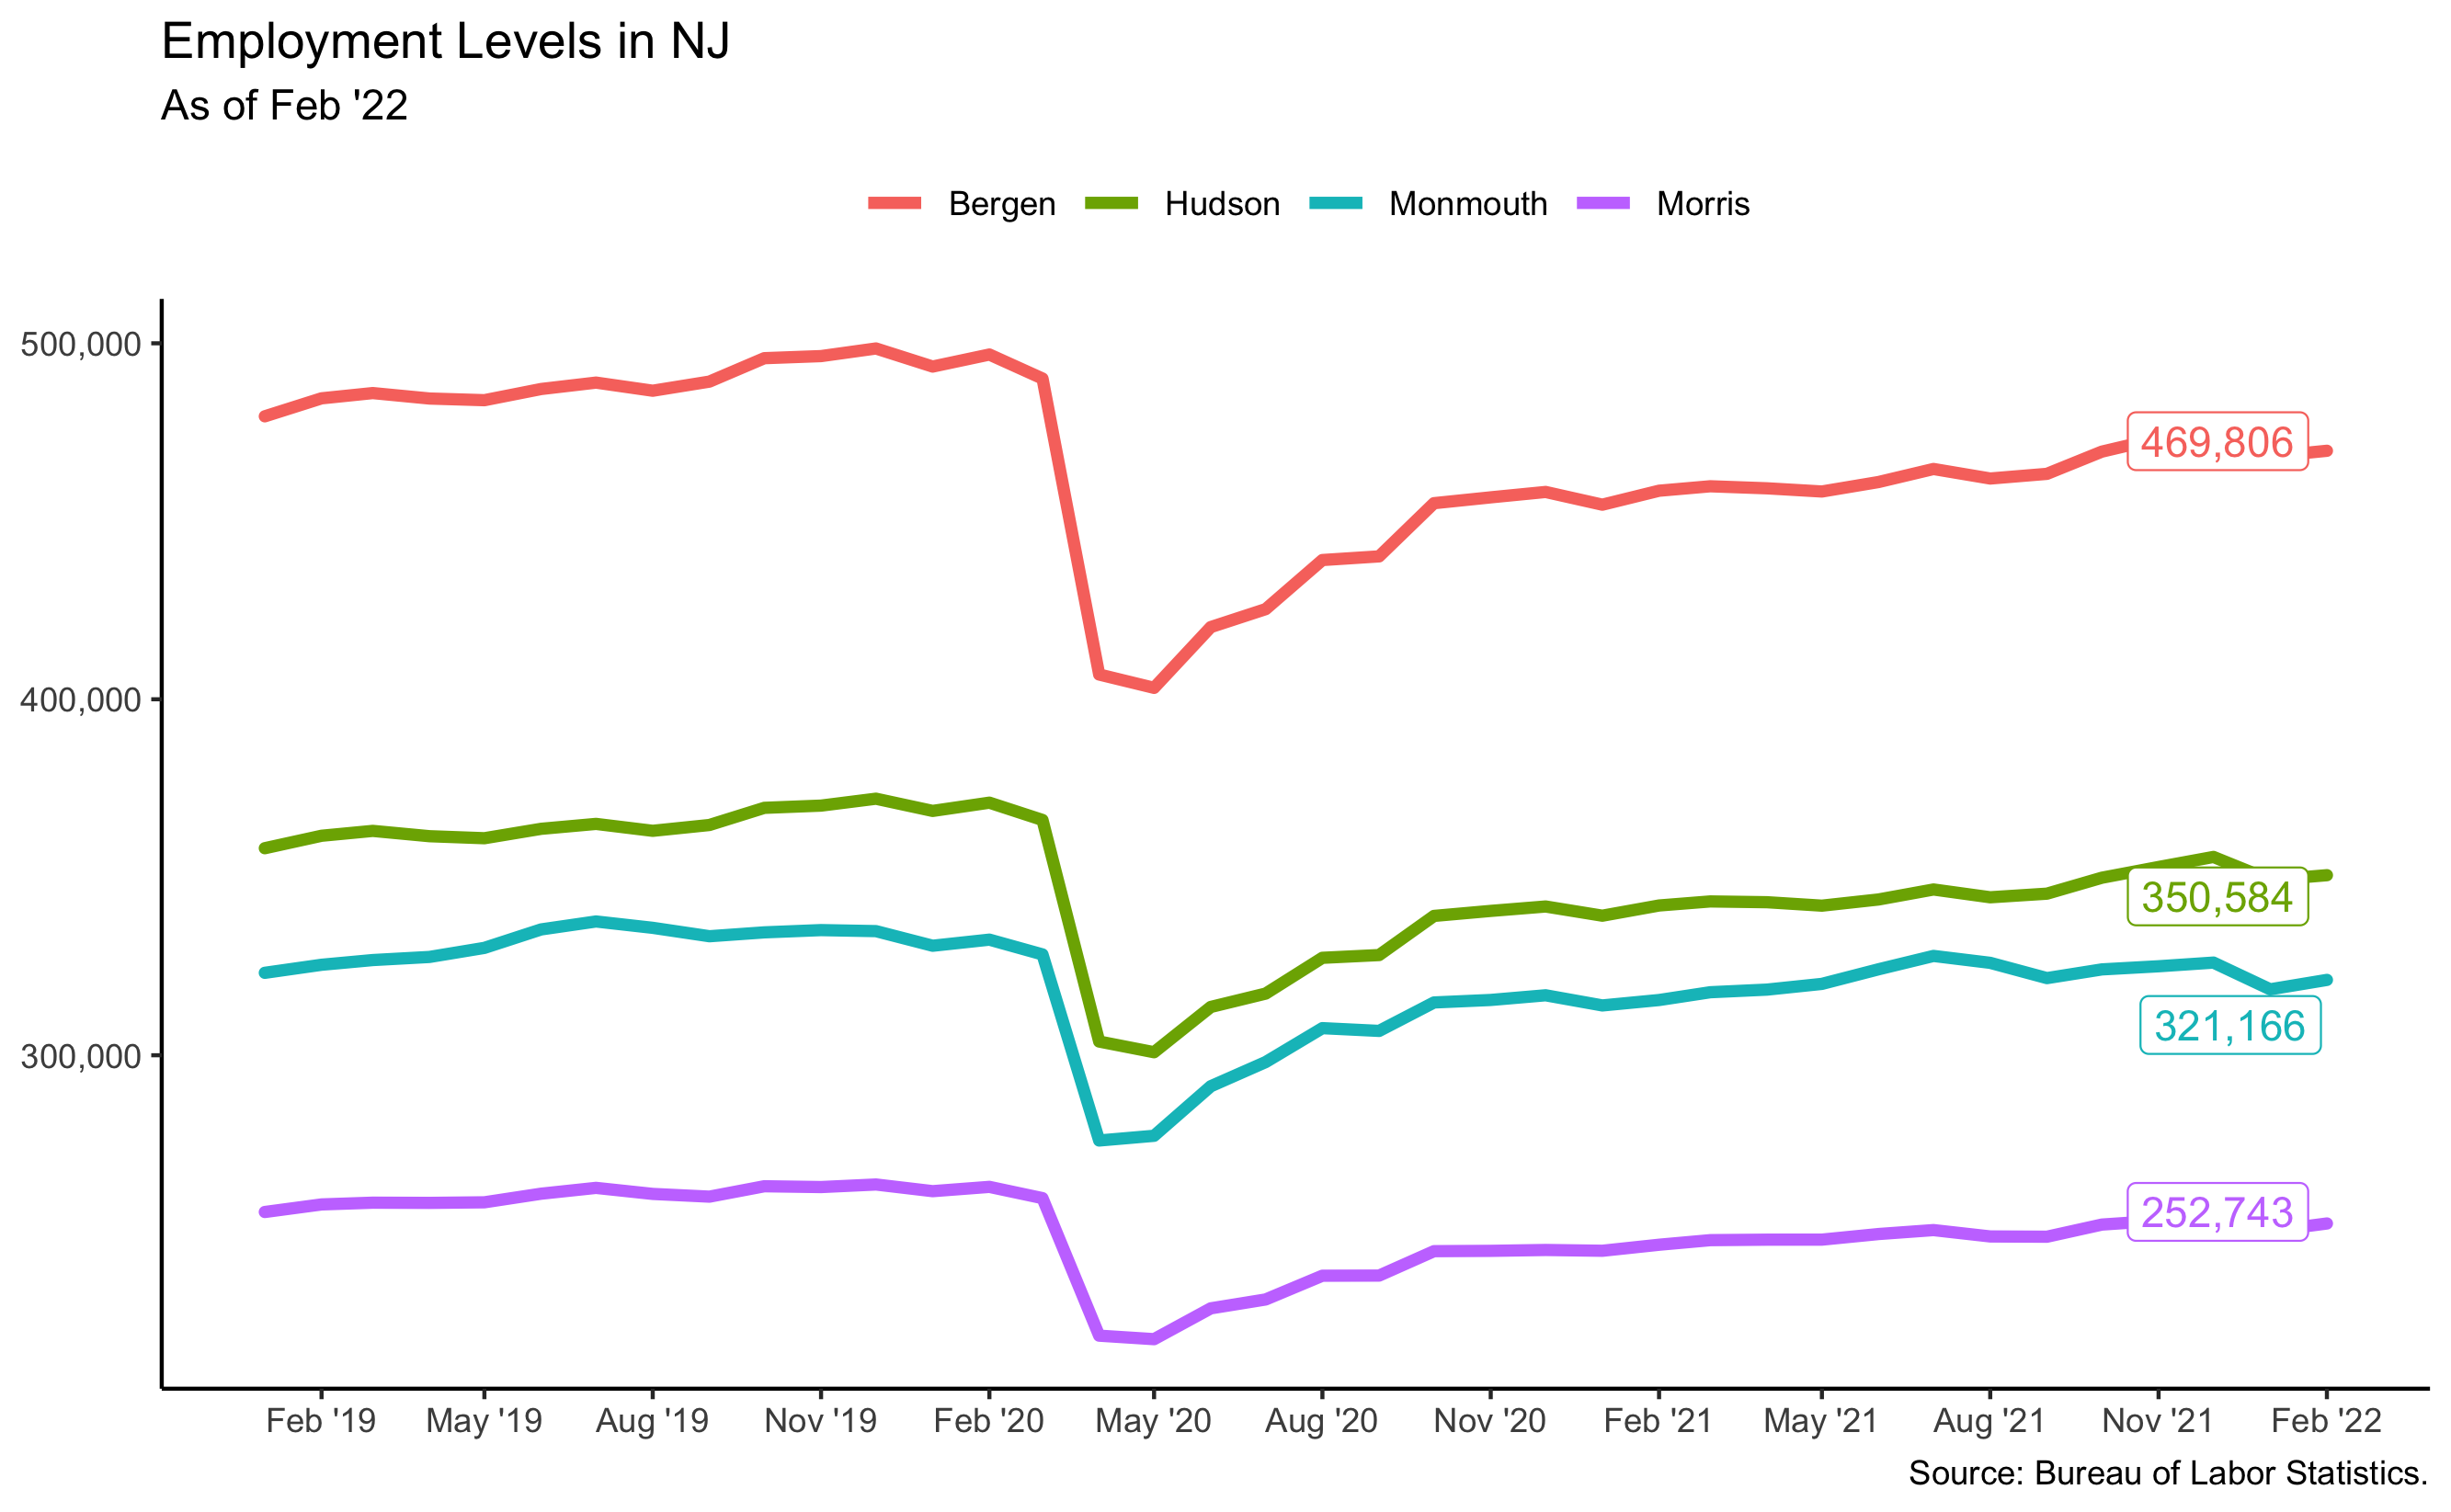 Employment Levels in NJ
As of Feb '22
Bergen Hudson Monmouth Morris
500,000
400,000
300,000
469,806
350,584
321,166
252,743
Feb '19 May '19 Aug '19 Nov '19 Feb '20 May '20 Aug '20 Nov '20 Feb '21 May '21 Aug '21 Nov '21 Feb '22
Source: Bureau of Labor Statistics.